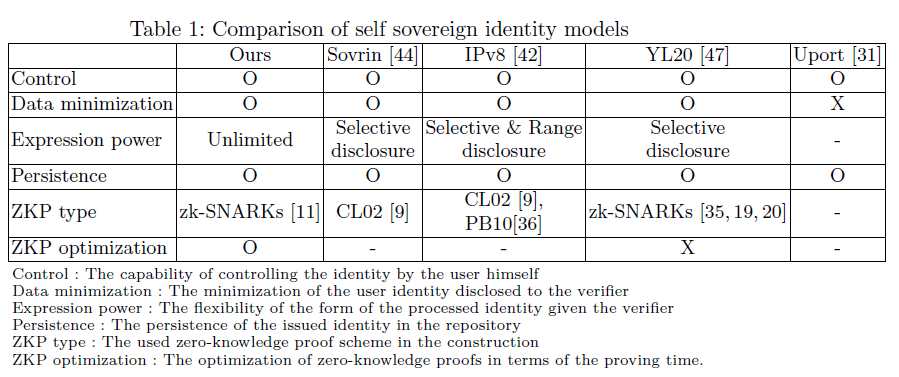 Table 1: Comparison of self sovereign identity models
Ours Sovrin [44] IPv8 [42] YL20 [47] Uport [31]
Control O O O O O
Data minimization O O O O X
Expression power Unlimited Selective disclosure Selective & Range disclosure Selective disclosure -
Persistence O O O O O
ZKP type zk-SNARKs [11] CL02 [9] CL02 [9], PB10[36] zk-SNARKs [35, 19, 20] -
ZKP optimization O - - X -
Control : The capability of controlling the identity by the user himself
Data minimization : The minimization of the user identity disclosed to the verifier
Expression power : The flexibility of the form of the processed identity given the verifier
Persistence : The persistence of the issued identity in the repository
ZKP type : The used zero-knowledge proof scheme in the construction
ZKP optimization : The optimization of zero-knowledge proofs in terms of the proving time.